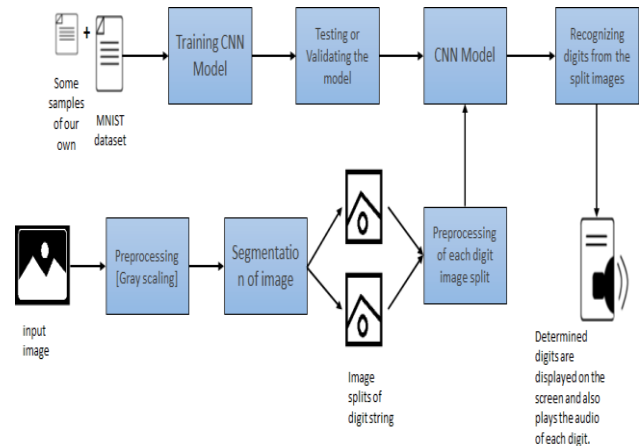 +
Some
samples
of our
own
MNIST
dataset
Training CNN
Model
Testing or
Validating the
model
CNN Model
Recognizing
digits from the
split images
input
image
Preprocessing
[Gray scaling]
Segmentatio
n of image
Image
splits of
digit string
Preprocessing
of each digit
image split
Determined
digits are
displayed on the
screen and also
plays the audio
of each digit.